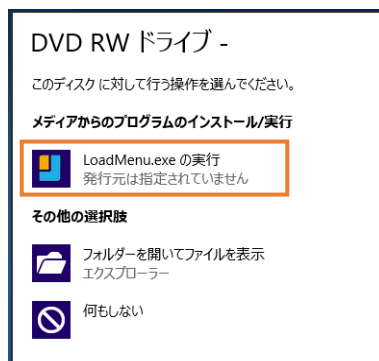 DVD RW ドライブ -
このディスク に対して行う操作を選んでください。
メディアからのプログラムのインストール/実行
LoadMenu.exe の実行
発行元は指定されていません
その他の選択肢
フォルダーを開いてファイルを表示
エクスプローラー
何もしない